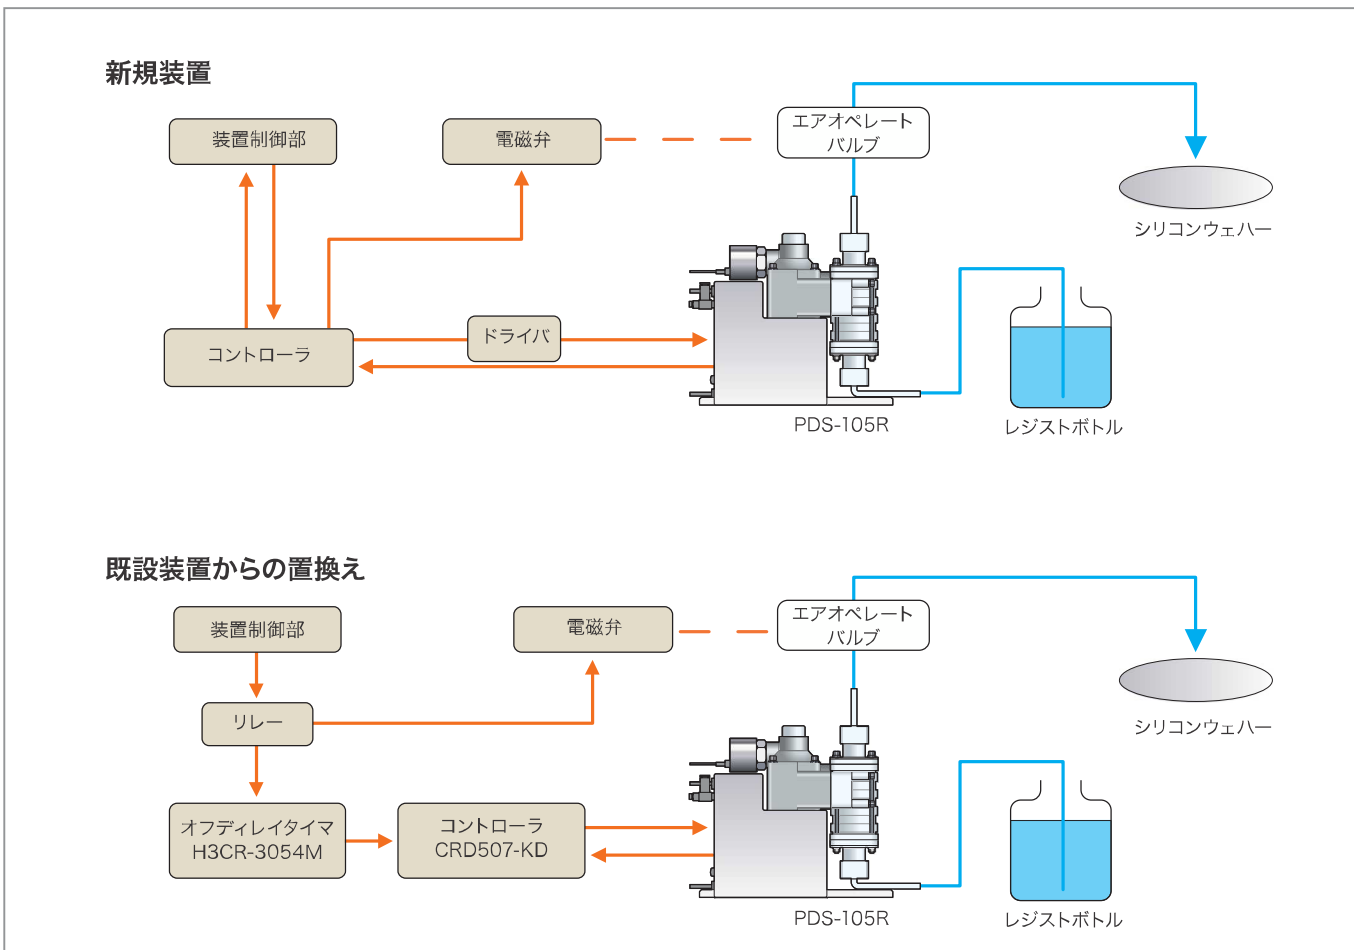 新規装置
装置制御部
電磁弁
エアオペレート
バルブ
シリコンウェハー
コントローラ
ドライバ
PDS-105R
レジストボトル
既設装置からの置換え
装置制御部
電磁弁
エアオペレート
バルブ
リレー
シリコンウェハー
オフディレイタイマ
H3CR-3054M
コントローラ
CRD507-KD
PDS-105R
レジストボトル